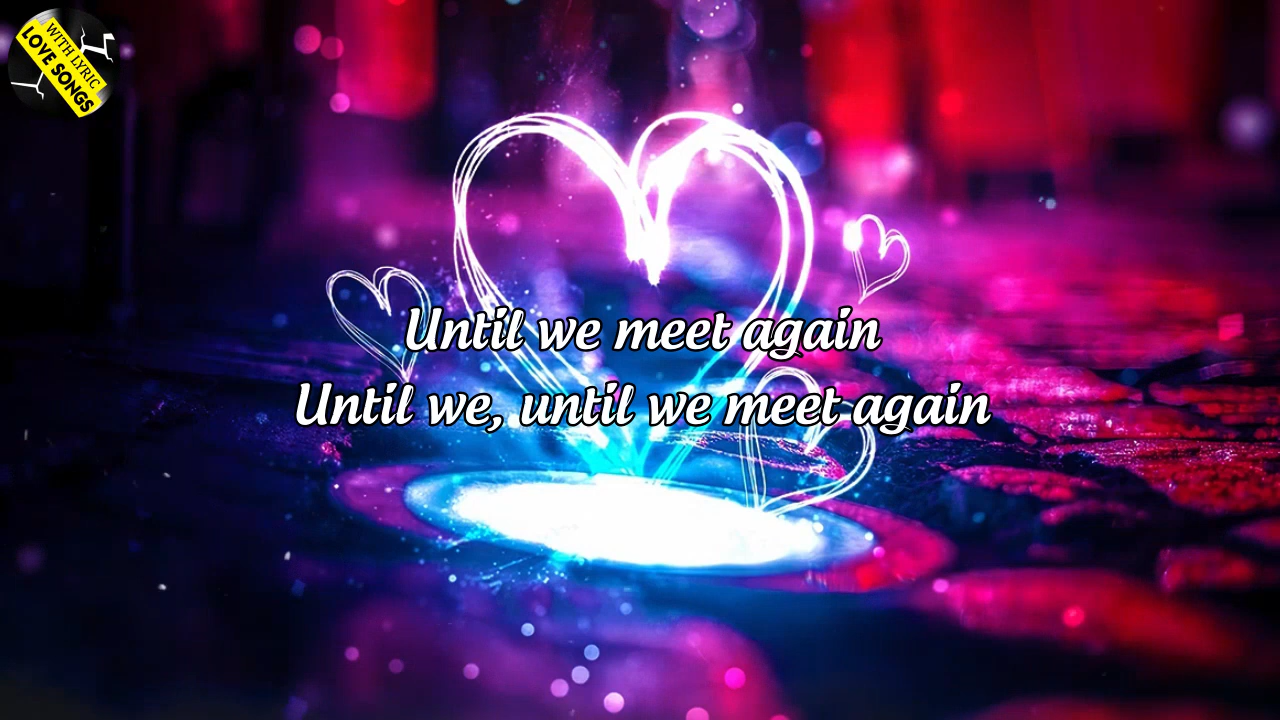 WITH LYRIC
LOVE SONGS
Until we meet again
Until we, until we meet again